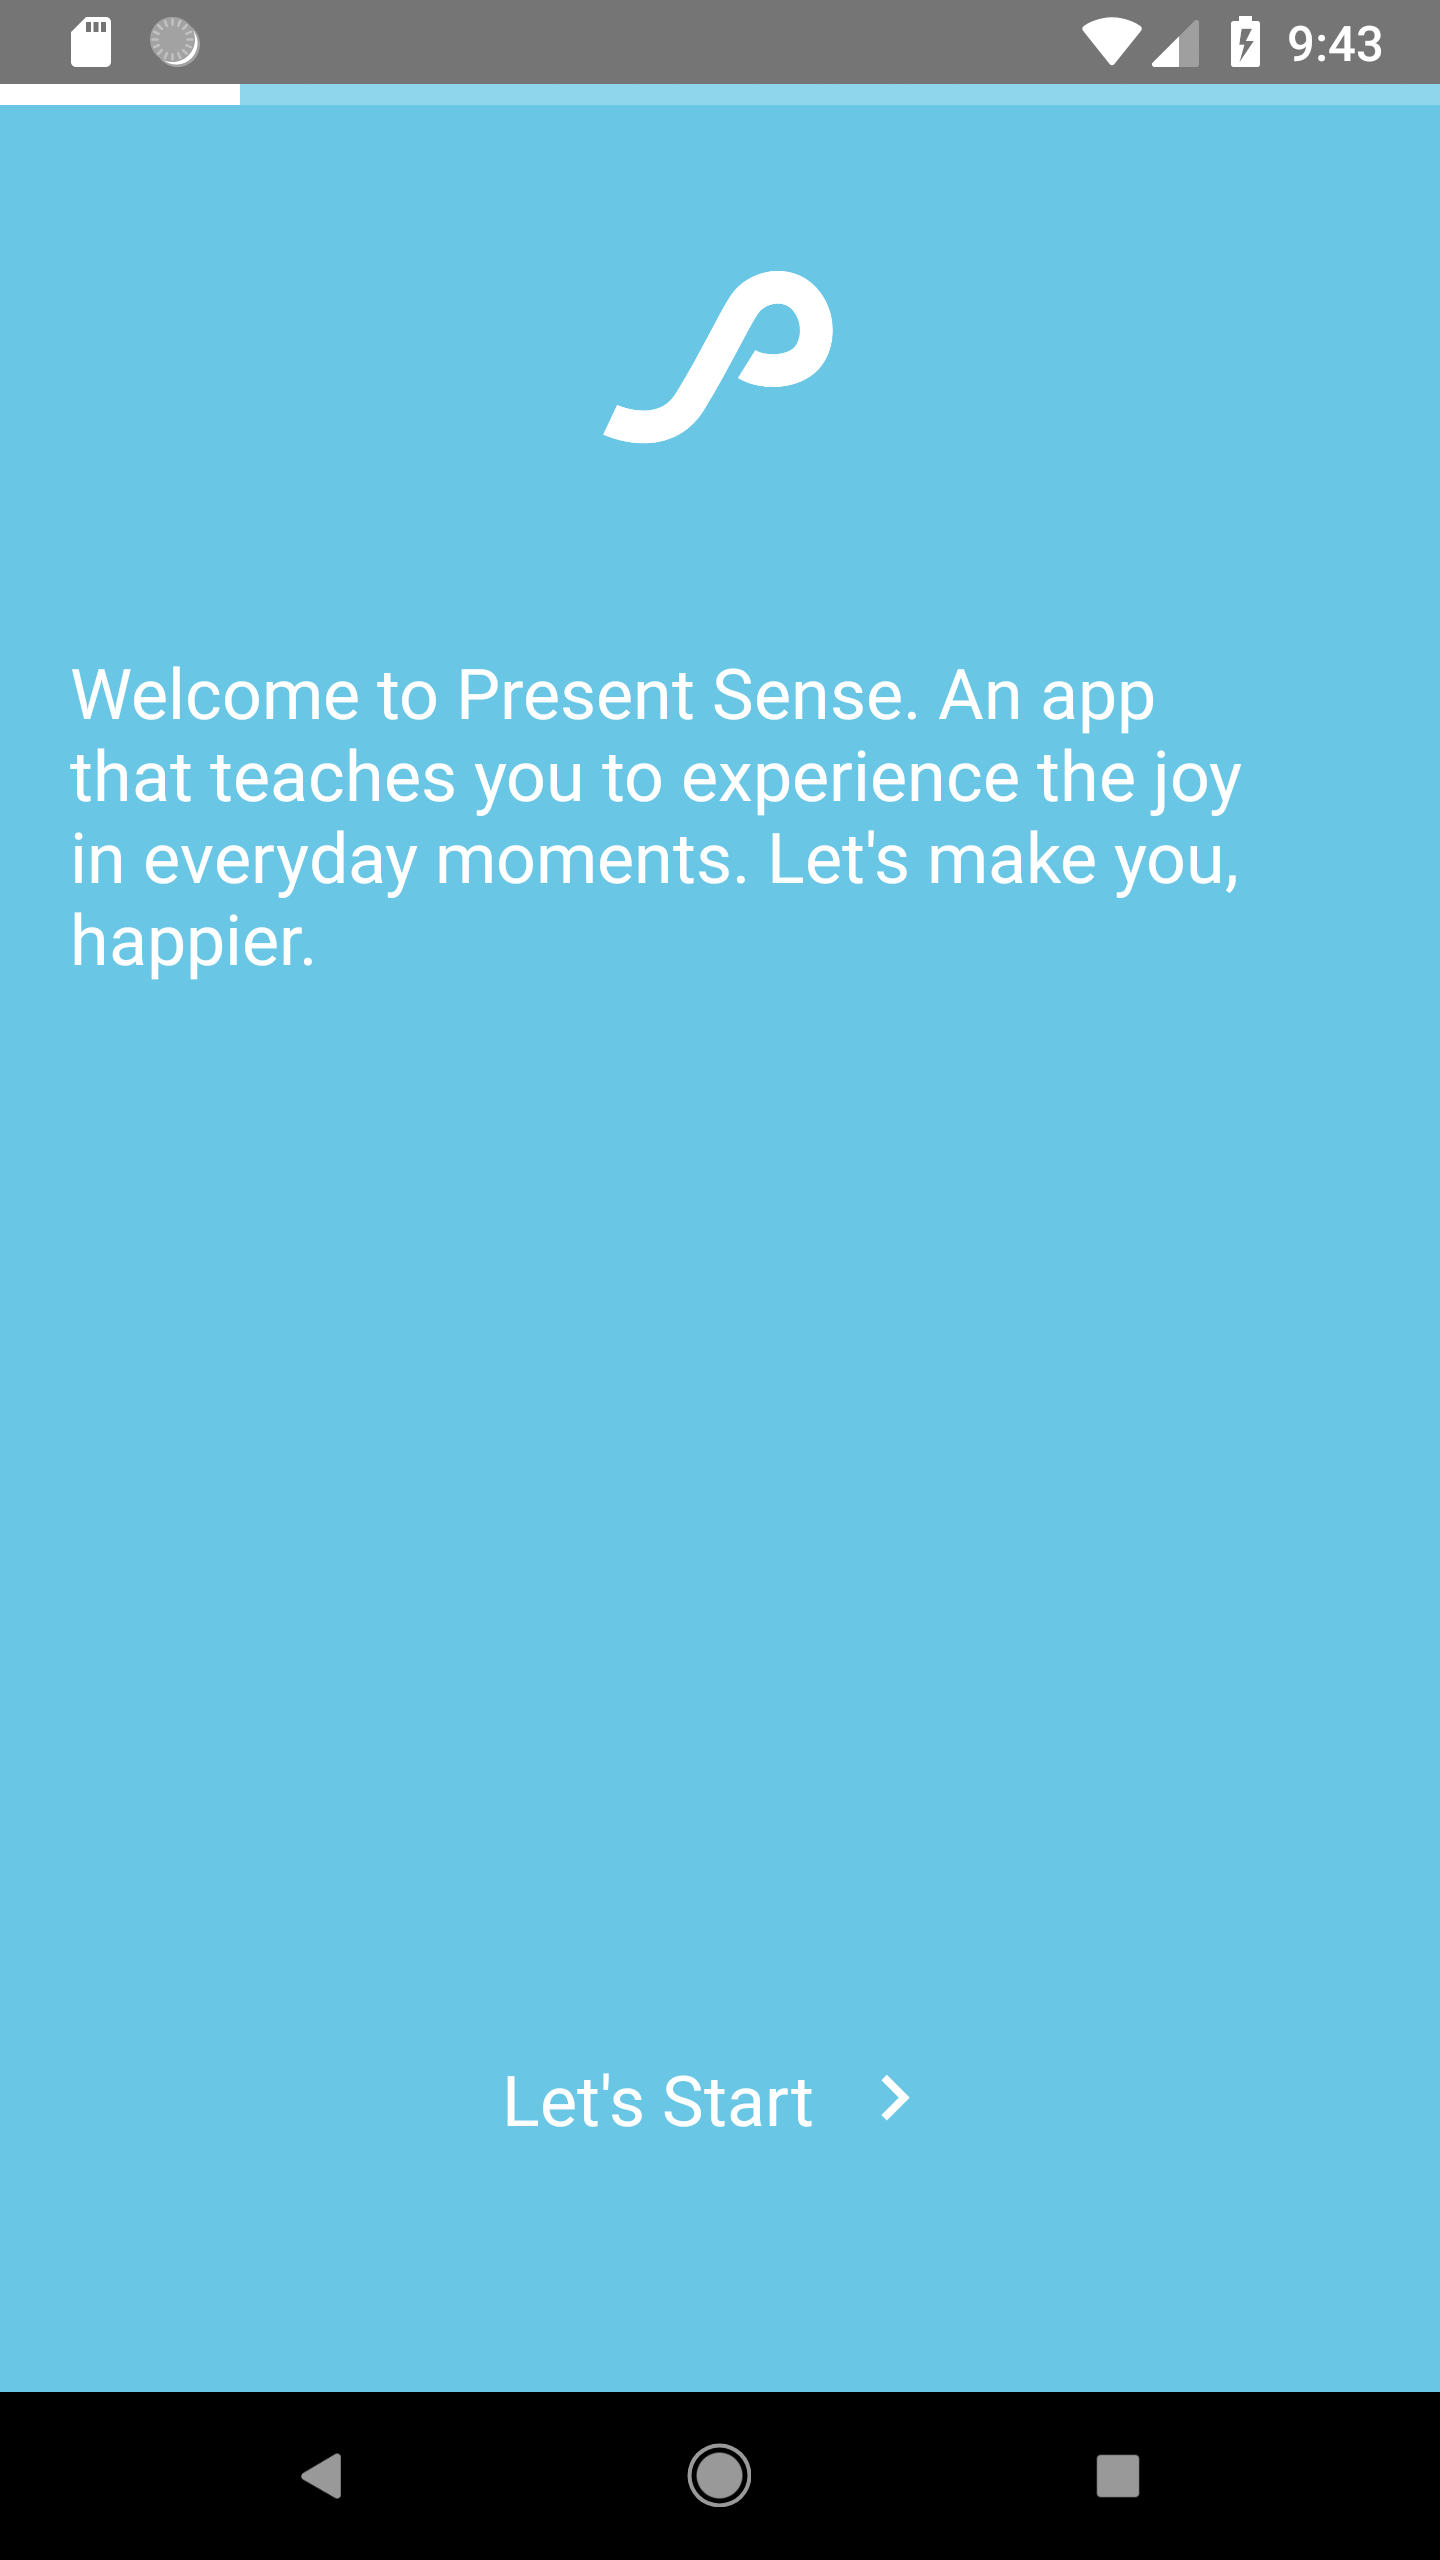 9:43
Welcome to Present Sense. An app
that teaches you to experience the joy
in everyday moments. Let's make you,
happier.
Let's Start